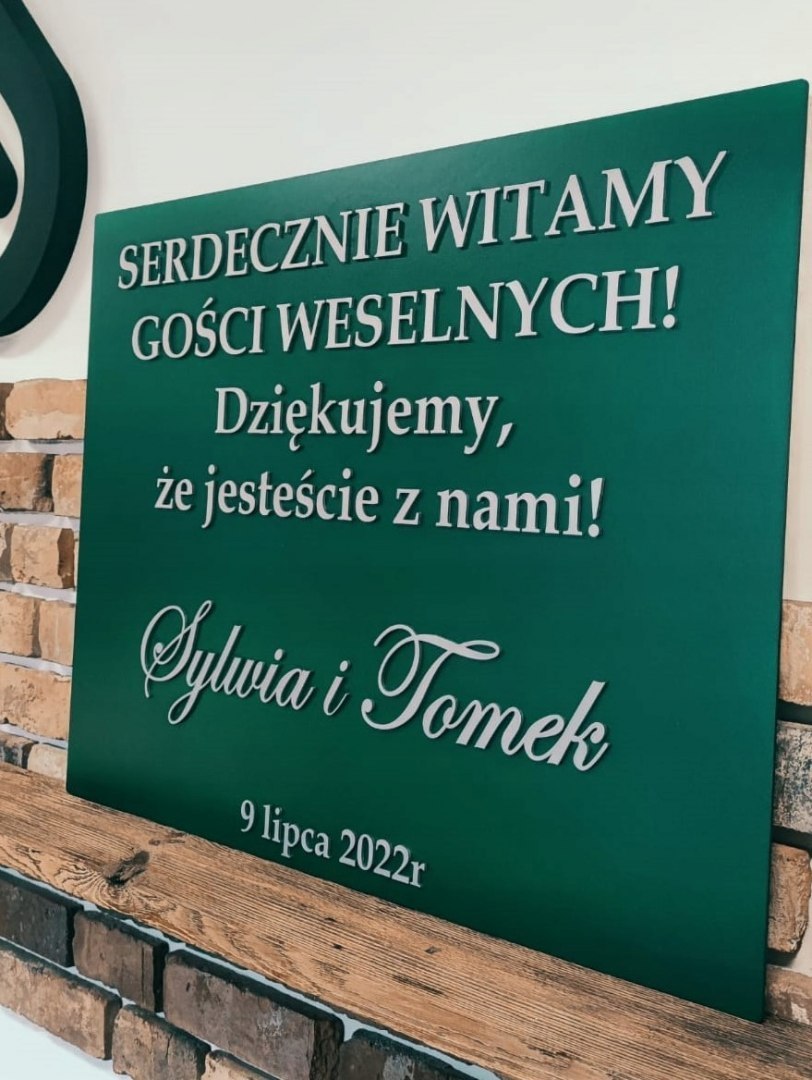 SERDECZNIE WITAMY
GOŚCI WESELNYCH!
Dziękujemy,
że jesteście z nami!
Sylwia i Tomek
9 lipca 2022r